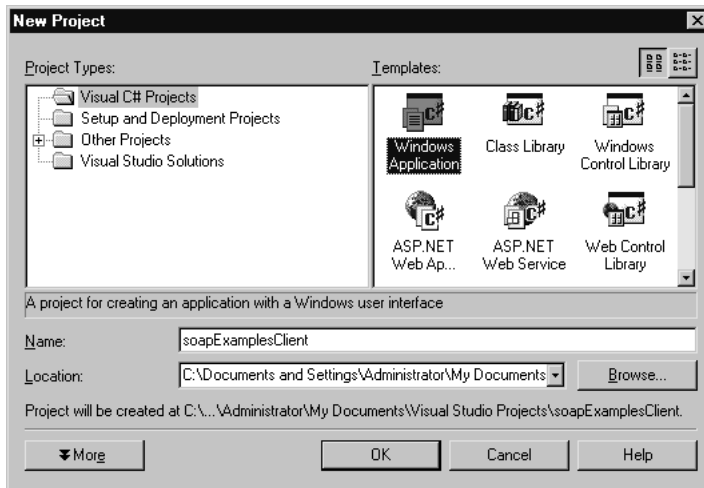 New Project
Project Types:
Templates:
Visual C# Projects
Setup and Deployment Projects
Other Projects
Visual Studio Solutions
Windows
Application
Class Library
Windows
Control Library
ASP.NET
Web Ap...
ASP.NET
Web Service
Web Control
Library
A project for creating an application with a Windows user interface
Name:
soapExamplesClient
Location:
C:\Documents and Settings\Administrator\My Documents
Browse...
Project will be created at C:\...\Administrator\My Documents\Visual Studio Projects\soapExamplesClient.
More
OK
Cancel
Help